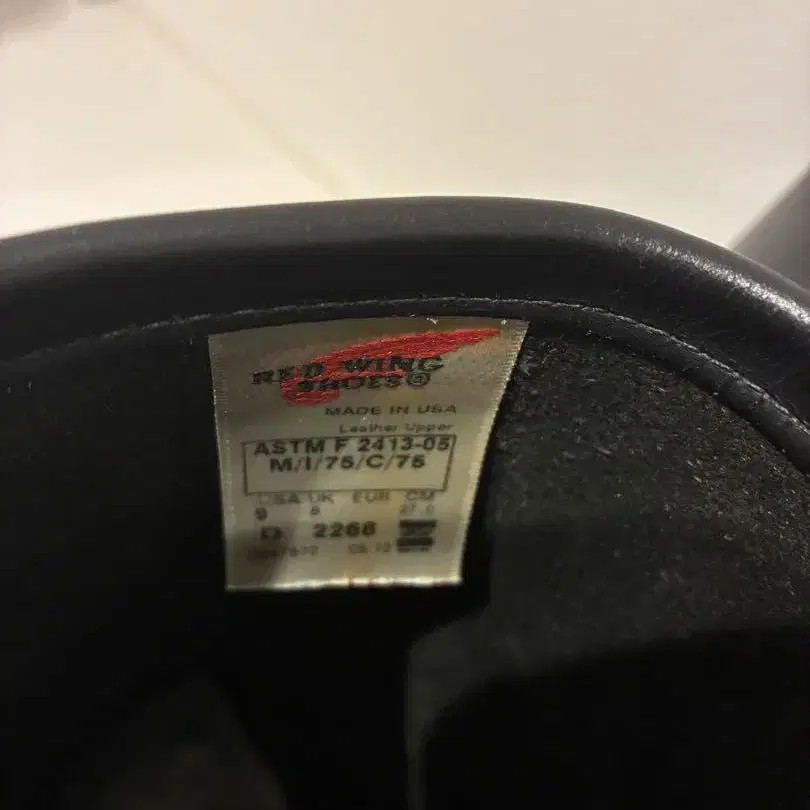 RED WING
SHOES®
MADE IN USA
Leather Upper
ASTM F 2413-05
M/I/75/C/75
USA UK EUR CM
9 8 27.0
D 2268